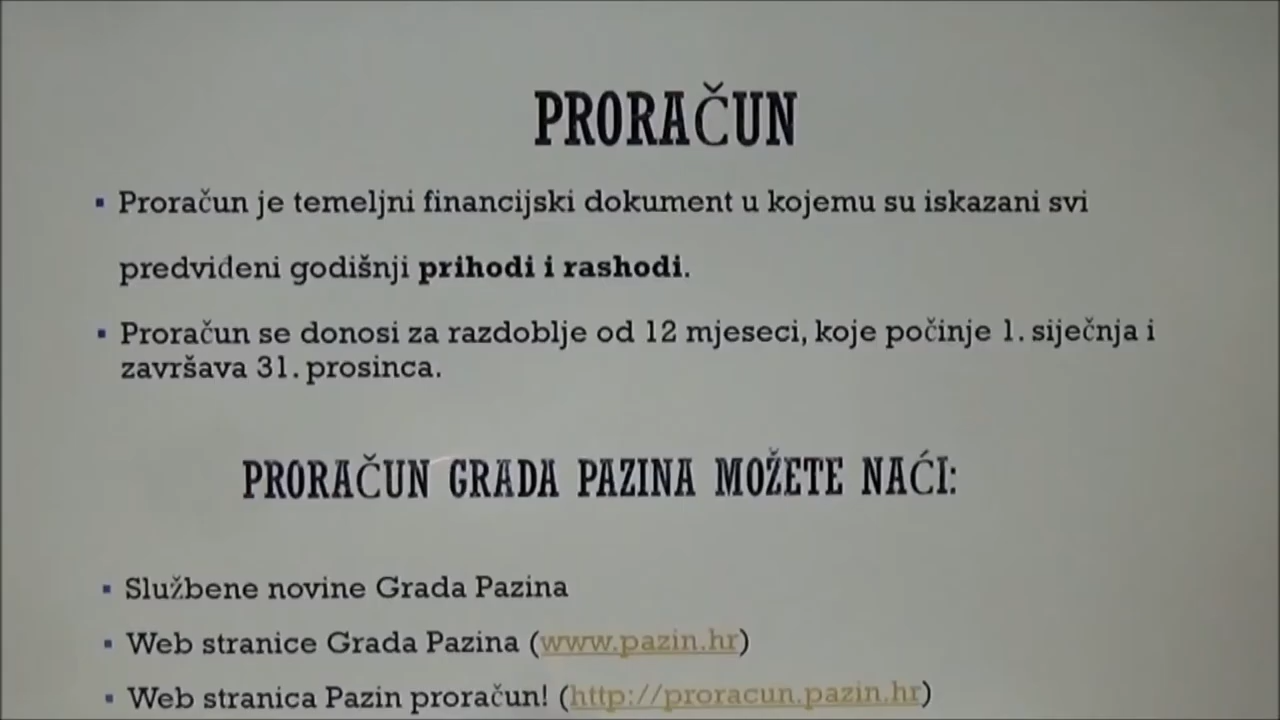 PRORAČUN
▪ Proračun je temeljni financijski dokument u kojemu su iskazani svi
predviđeni godišnji prihodi i rashodi.
▪ Proračun se donosi za razdoblje od 12 mjeseci, koje počinje 1. siječnja i
završava 31. prosinca.
PRORAČUN GRADA PAZINA MOŽETE NAĆI:
▪ Službene novine Grada Pazina
▪ Web stranice Grada Pazina (www.pazin.hr)
▪ Web stranica Pazin proračun! (http://proracun.pazin.hr)